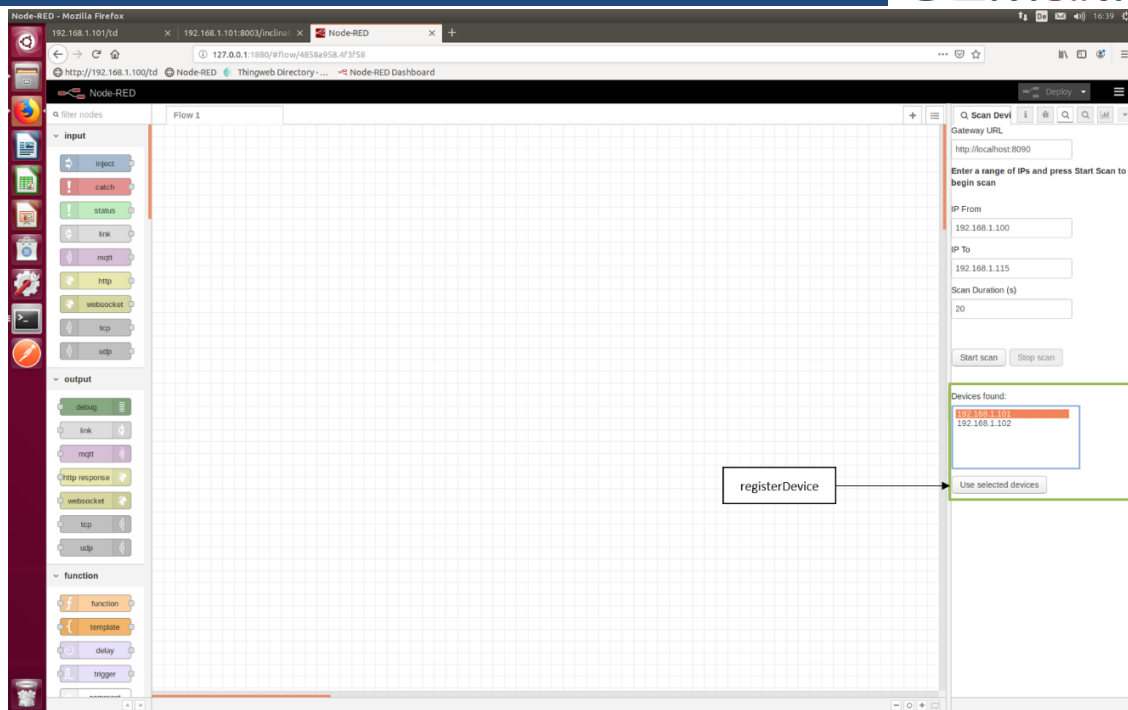 Node-RED - Mozilla Firefox
De
16:39
192.168.1.101/td
192.168.1.101:8003/inclinat
Node-RED
127.0.0.1:1880/#flow/4858a958.4f3f58
http://192.168.1.100/td
Node-RED
Thingweb Directory - ...
Node-RED Dashboard
Node-RED
Deploy
filter nodes
Flow 1
Scan Devi
input
inject
catch
status
link
mqtt
http
websocket
tcp
udp
output
debug
link
mqtt
http response
websocket
tcp
udp
function
function
template
delay
trigger
comment
Gateway URL
http://localhost:8090
Enter a range of IPs and press Start Scan to
begin scan
IP From
192.168.1.100
IP To
192.168.1.115
Scan Duration (s)
20
Start scan
Stop scan
Devices found:
192.168.1.101
192.168.1.102
registerDevice
Use selected devices